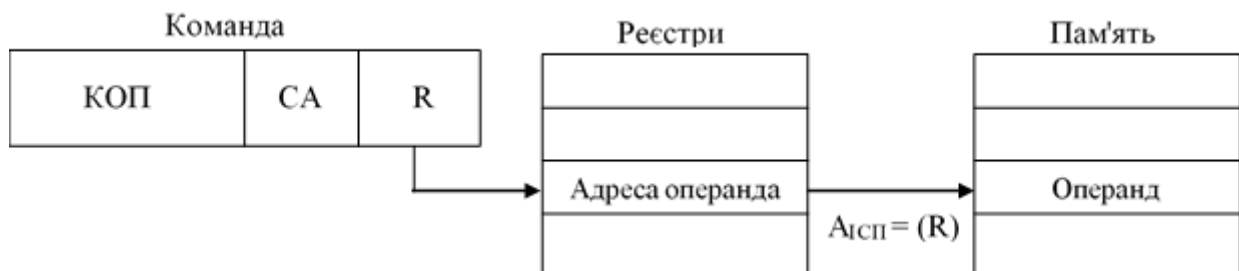 Команда Реєстри Пам'ять
КОП СА R
Адреса операнда Операнд
AІСП = (R)